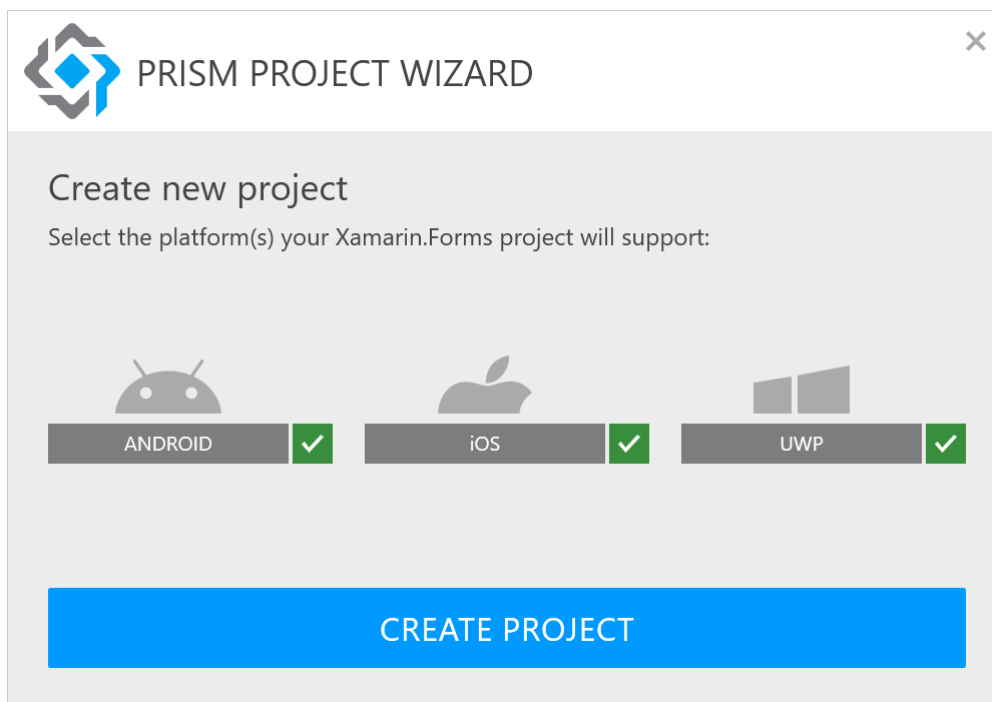 PRISM PROJECT WIZARD
Create new project
Select the platform(s) your Xamarin.Forms project will support:
ANDROID
iOS
UWP
CREATE PROJECT